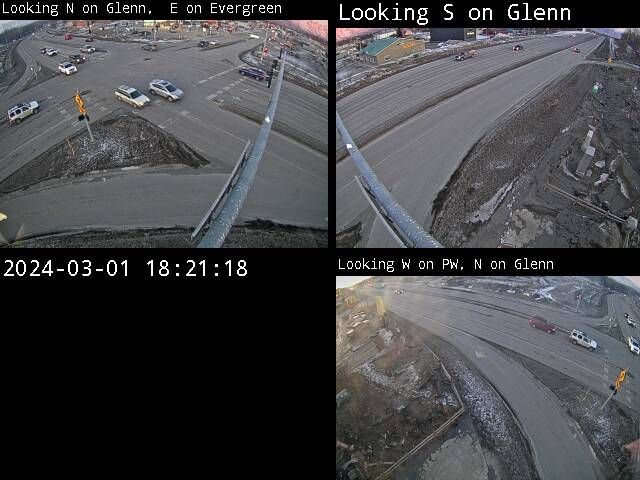 Looking N on Glenn, E on Evergreen
Looking S on Glenn
2024-03-01 18:21:18
Looking W on PW, N on Glenn